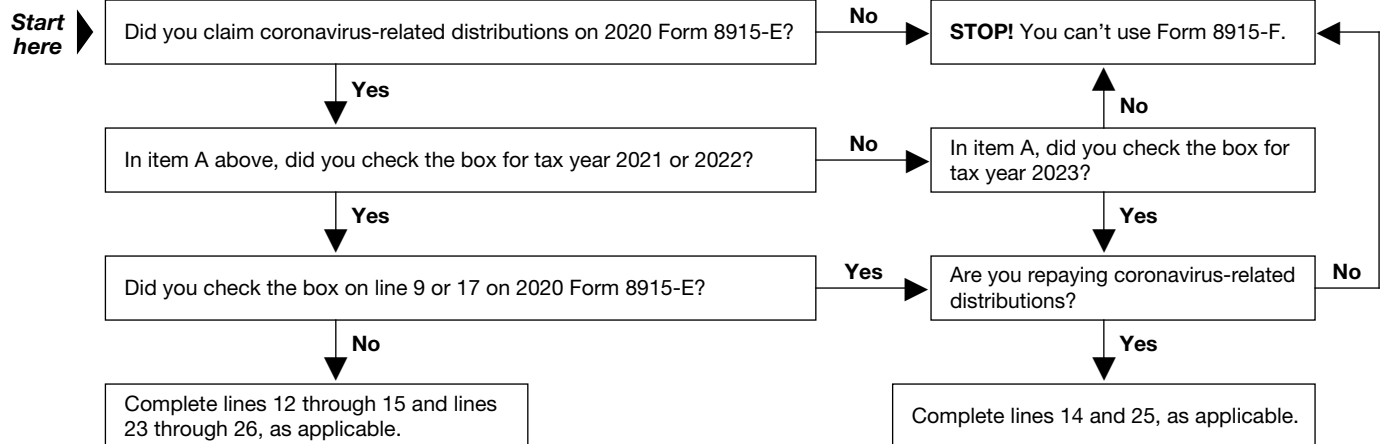 Start
here
Did you claim coronavirus-related distributions on 2020 Form 8915-E?
No
STOP! You can’t use Form 8915-F.
Yes
No
In item A above, did you check the box for tax year 2021 or 2022?
No
In item A, did you check the box for
tax year 2023?
Yes
Yes
Did you check the box on line 9 or 17 on 2020 Form 8915-E?
Yes
Are you repaying coronavirus-related
distributions?
No
No
Yes
Complete lines 12 through 15 and lines
23 through 26, as applicable.
Complete lines 14 and 25, as applicable.